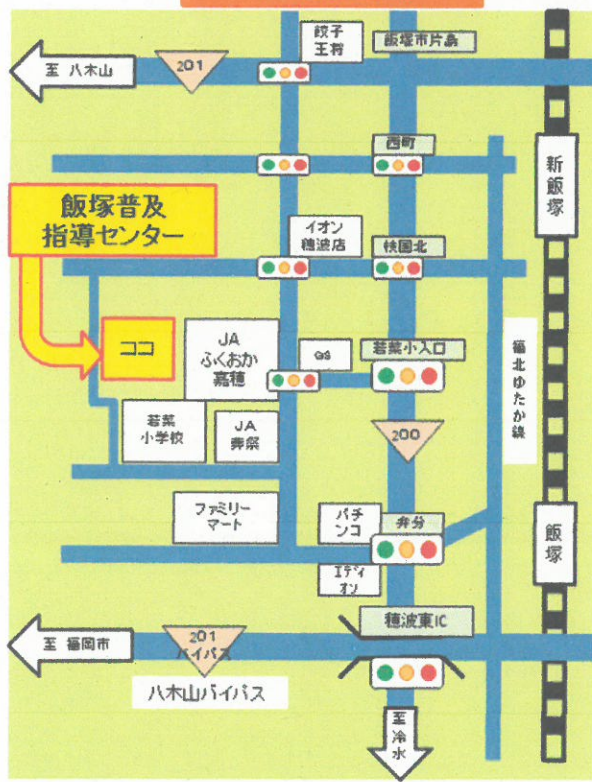 餃子
王将
飯塚市片島
至 八木山
201
西町
新飯塚
飯塚普及
指導センター
イオン
穂波店
枝国北
ココ
JA
ふくおか
嘉穂
GS
若菜小入口
福北ゆたか線
若菜
小学校
JA
葬祭
200
ファミリー
マート
パチ
ンコ
弁分
飯塚
エディ
オン
穂波東IC
至 福岡市
201
バイパス
八木山バイパス
至
冷
水